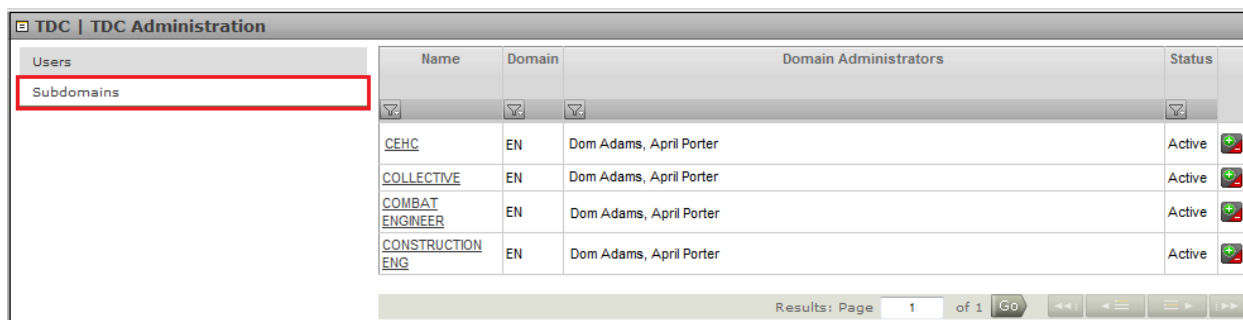 TDC | TDC Administration
Users
Subdomains
Name Domain Domain Administrators Status
CEHC EN Dom Adams, April Porter Active
COLLECTIVE EN Dom Adams, April Porter Active
COMBAT
ENGINEER EN Dom Adams, April Porter Active
CONSTRUCTION
ENG EN Dom Adams, April Porter Active
Results: Page 1 of 1 Go